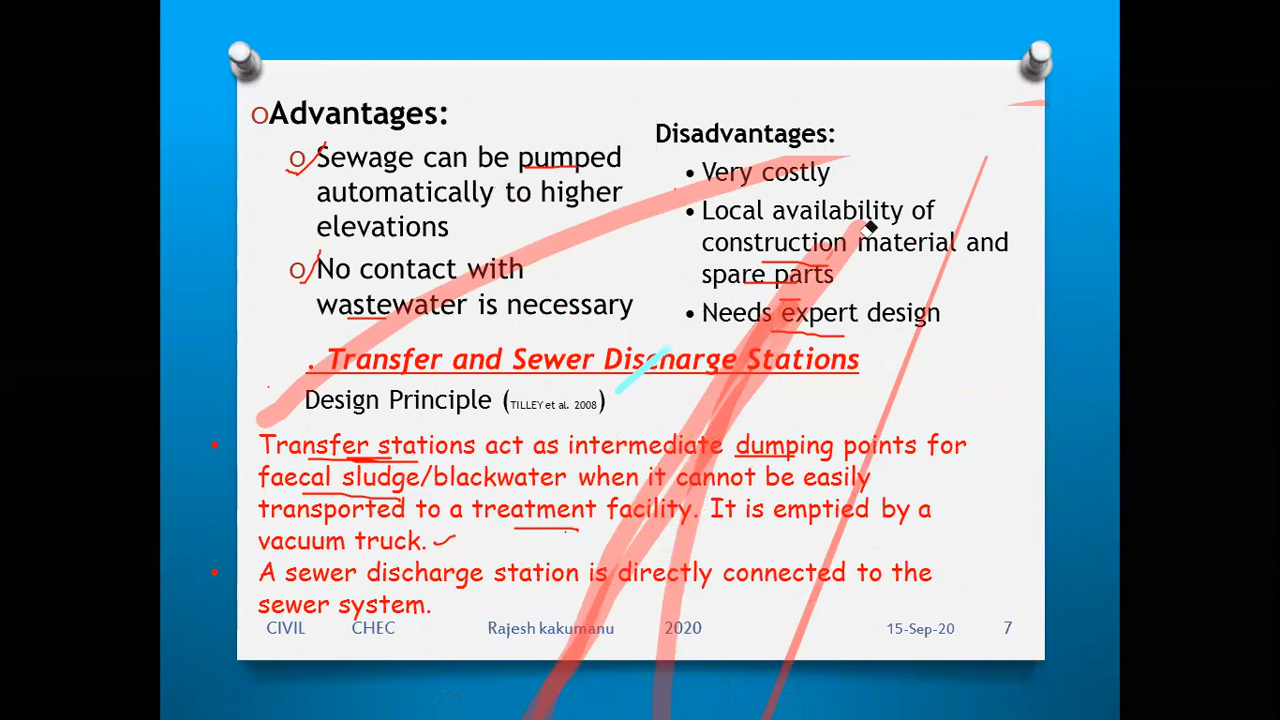 Advantages:
Sewage can be pumped
automatically to higher
elevations
No contact with
wastewater is necessary
Disadvantages:
• Very costly
• Local availability of
construction material and
spare parts
• Needs expert design
. Transfer and Sewer Discharge Stations
Design Principle (TILLEY et al. 2008)
• Transfer stations act as intermediate dumping points for
faecal sludge/blackwater when it cannot be easily
transported to a treatment facility. It is emptied by a
vacuum truck.
• A sewer discharge station is directly connected to the
sewer system.
CIVIL CHEC Rajesh kakumanu 2020 15-Sep-20 7